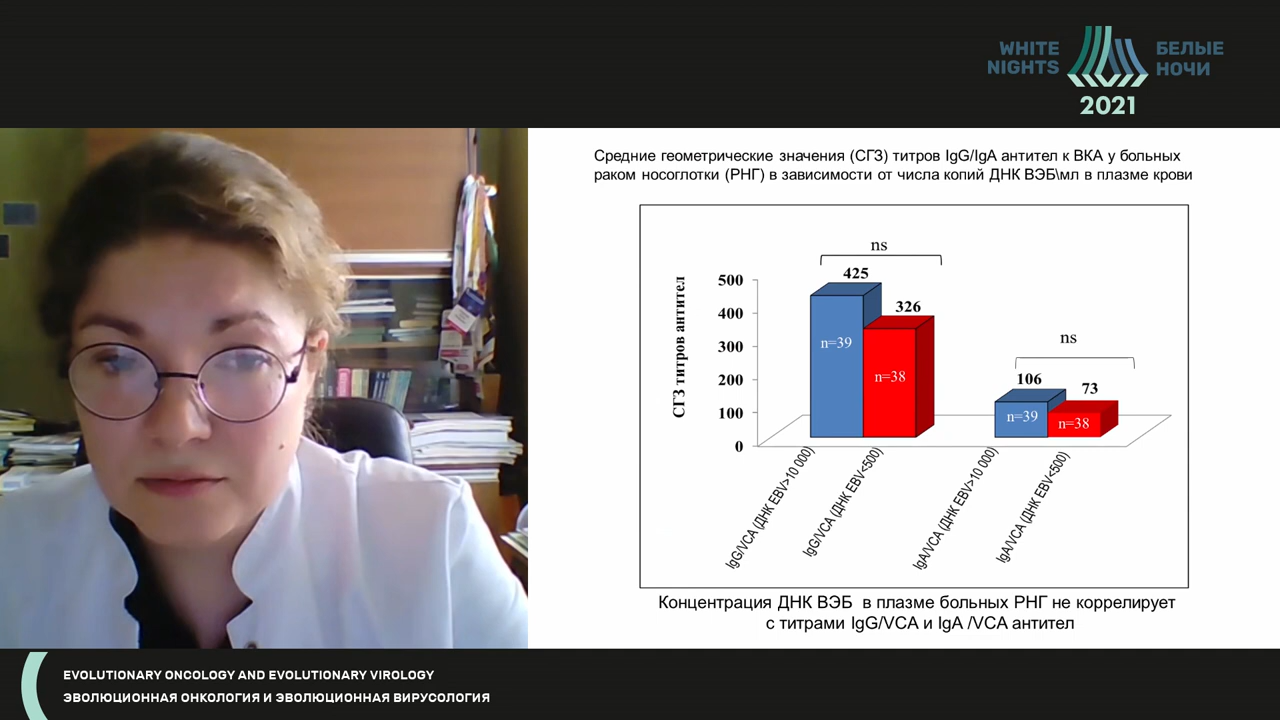 WHITE NIGHTS
БЕЛЫЕ НОЧИ
2021
Средние геометрические значения (СГЗ) титров IgG/IgA антител к ВКА у больных
раком носоглотки (РНГ) в зависимости от числа копий ДНК ВЭБ\мл в плазме крови
ns
425
326
ns
106
73
СГЗ титров антител
500
400
300
200
100
0
n=39
n=38
n=39
n=38
IgG/VCA (ДНК EBV>10 000)
IgG/VCA (ДНК EBV<500)
IgA/VCA (ДНК EBV>10 000)
IgA/VCA (ДНК EBV<500)
Концентрация ДНК ВЭБ в плазме больных РНГ не коррелирует
с титрами IgG/VCA и IgA /VCA антител
EVOLUTIONARY ONCOLOGY AND EVOLUTIONARY VIROLOGY
ЭВОЛЮЦИОННАЯ ОНКОЛОГИЯ И ЭВОЛЮЦИОННАЯ ВИРУСОЛОГИЯ